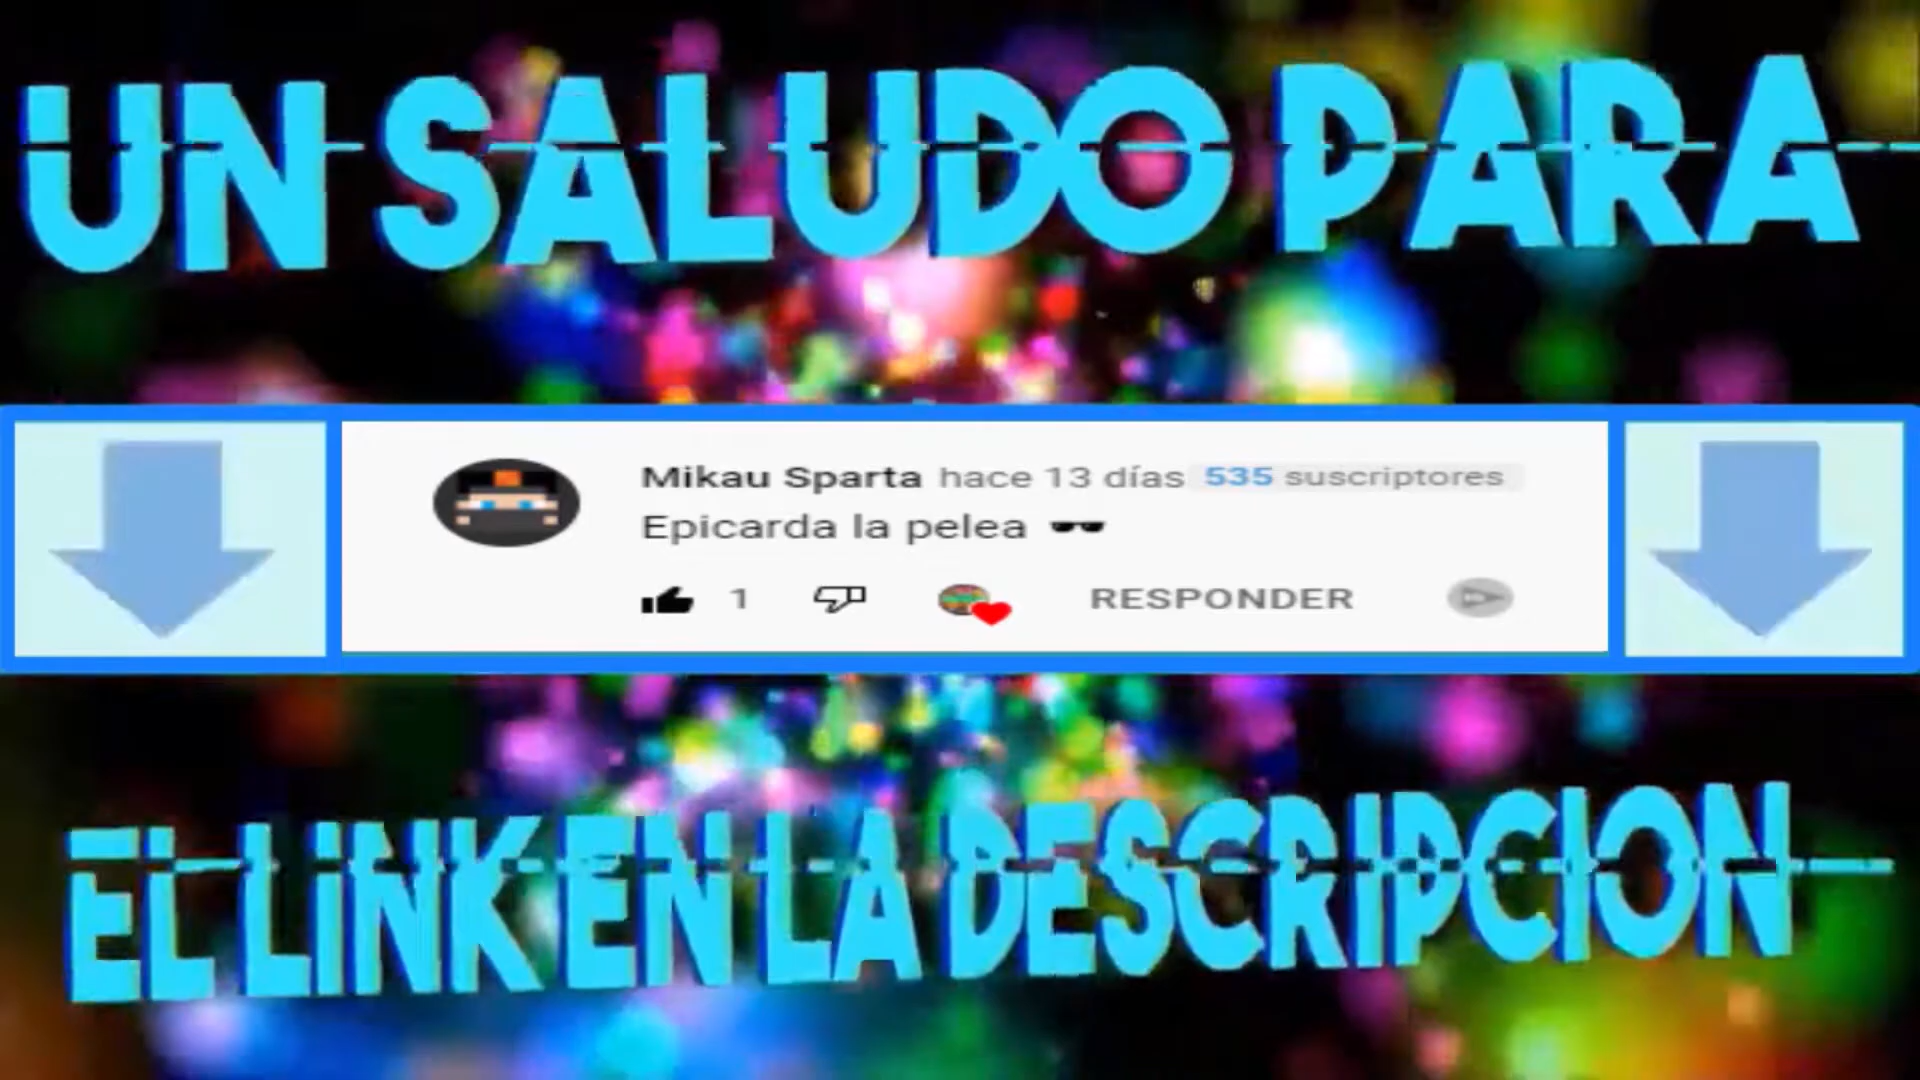 UN SALUDO PARA
Mikau Sparta hace 13 días 535 suscriptores
Epicarda la pelea
1 RESPONDER
EL LiNK EN LA DESCRIPCION